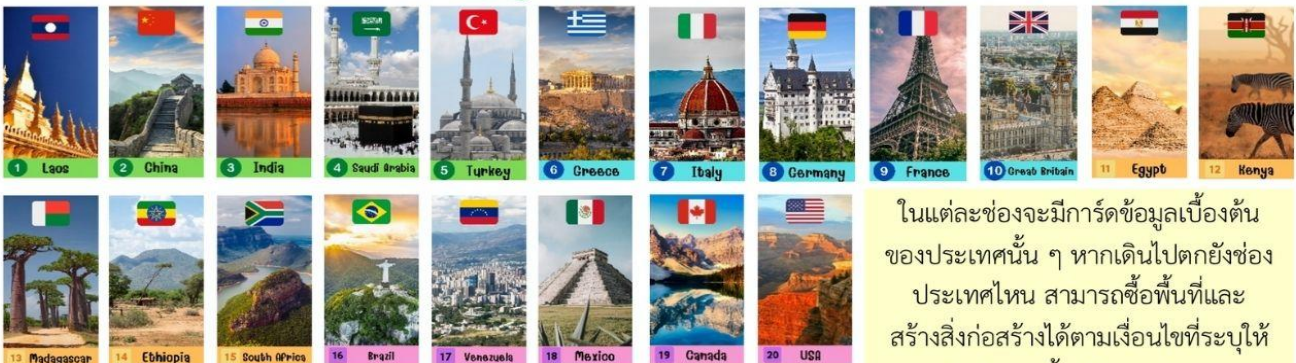 1 Laos
2 China
3 India
4 Saudi Arabia
5 Turkey
6 Greece
7 Italy
8 Germany
9 France
10 Great Britain
11 Egypt
12 Kenya
13 Madagascar
14 Ethiopia
15 South Africa
16 Brazil
17 Venezuela
18 Mexico
19 Canada
20 USA
ในแต่ละช่องจะมีการ์ดข้อมูลเบื้องต้น
ของประเทศนั้น ๆ หากเดินไปตกยังช่อง
ประเทศไหน สามารถซื้อพื้นที่และ
สร้างสิ่งก่อสร้างได้ตามเงื่อนไขที่ระบุให้